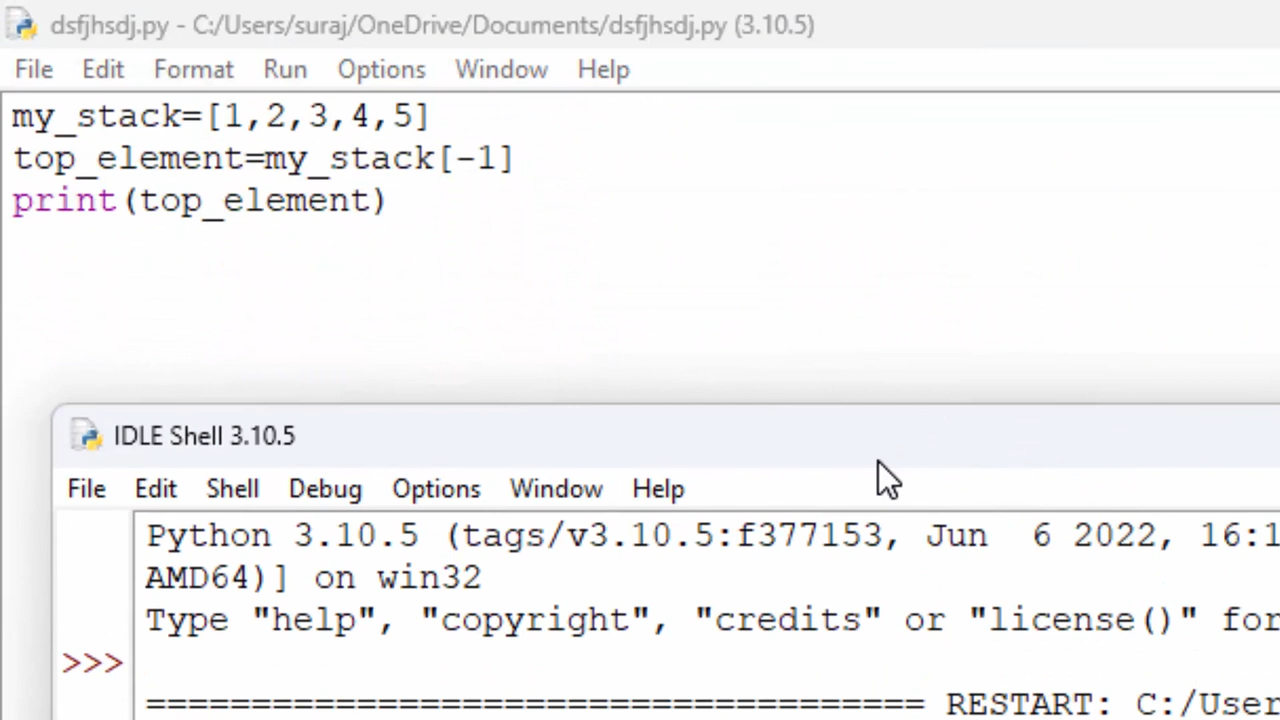 dsfjhsdj.py - C:/Users/suraj/OneDrive/Documents/dsfjhsdj.py (3.10.5)
File Edit Format Run Options Window Help
my_stack=[1,2,3,4,5]
top_element=my_stack[-1]
print(top_element)
IDLE Shell 3.10.5
File Edit Shell Debug Options Window Help
Python 3.10.5 (tags/v3.10.5:f377153, Jun  6 2022, 16:1
AMD64)] on win32
Type "help", "copyright", "credits" or "license()" for
>>>
===================================== RESTART: C:/User